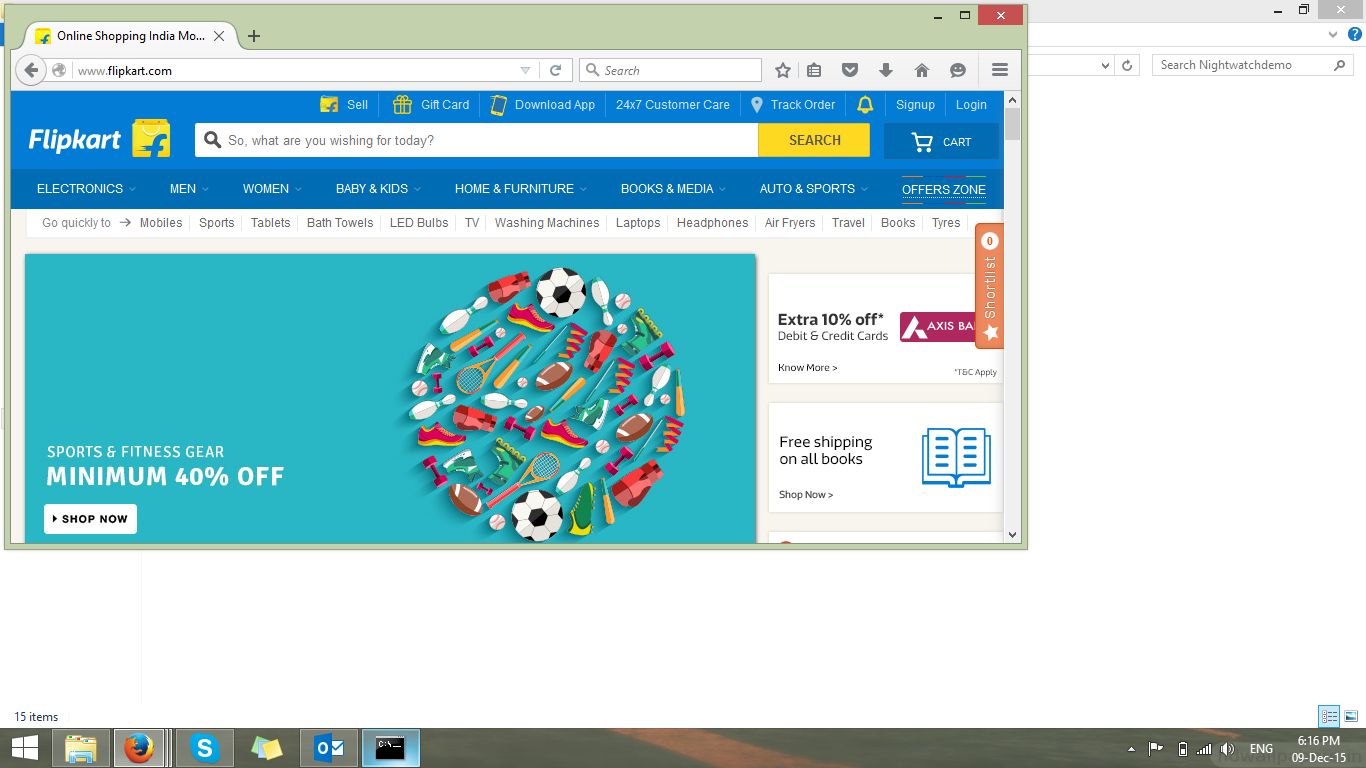 Online Shopping India Mo...
www.flipkart.com
Search
Search Nightwatchdemo
Sell
Gift Card
Download App
24x7 Customer Care
Track Order
Signup
Login
Flipkart
So, what are you wishing for today?
SEARCH
CART
ELECTRONICS
MEN
WOMEN
BABY & KIDS
HOME & FURNITURE
BOOKS & MEDIA
AUTO & SPORTS
OFFERS ZONE
Go quickly to
Mobiles
Sports
Tablets
Bath Towels
LED Bulbs
TV
Washing Machines
Laptops
Headphones
Air Fryers
Travel
Books
Tyres
0
Shortlist
SPORTS & FITNESS GEAR
MINIMUM 40% OFF
SHOP NOW
Extra 10% off*
Debit & Credit Cards
AXIS BA
Know More >
*T&C Apply
Free shipping
on all books
Shop Now >
15 items
C:\_
ENG
6:16 PM
09-Dec-15